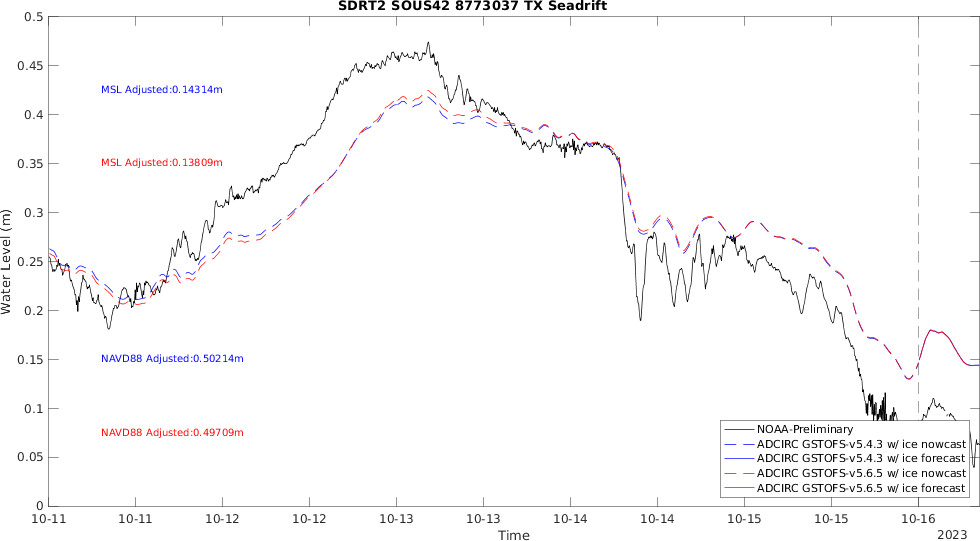 SDRT2 SOUS42 8773037 TX Seadrift
0.5
0.45
0.4
0.35
0.3
0.25
0.2
0.15
0.1
0.05
0
Water Level (m)
MSL Adjusted:0.14314m
MSL Adjusted:0.13809m
NAVD88 Adjusted:0.50214m
NAVD88 Adjusted:0.49709m
NOAA-Preliminary
ADCIRC GSTOFS-v5.4.3 w/ ice nowcast
ADCIRC GSTOFS-v5.4.3 w/ ice forecast
ADCIRC GSTOFS-v5.6.5 w/ ice nowcast
ADCIRC GSTOFS-v5.6.5 w/ ice forecast
10-11 10-11 10-12 10-12 10-13 10-13 10-14 10-14 10-15 10-15 10-16
Time
2023